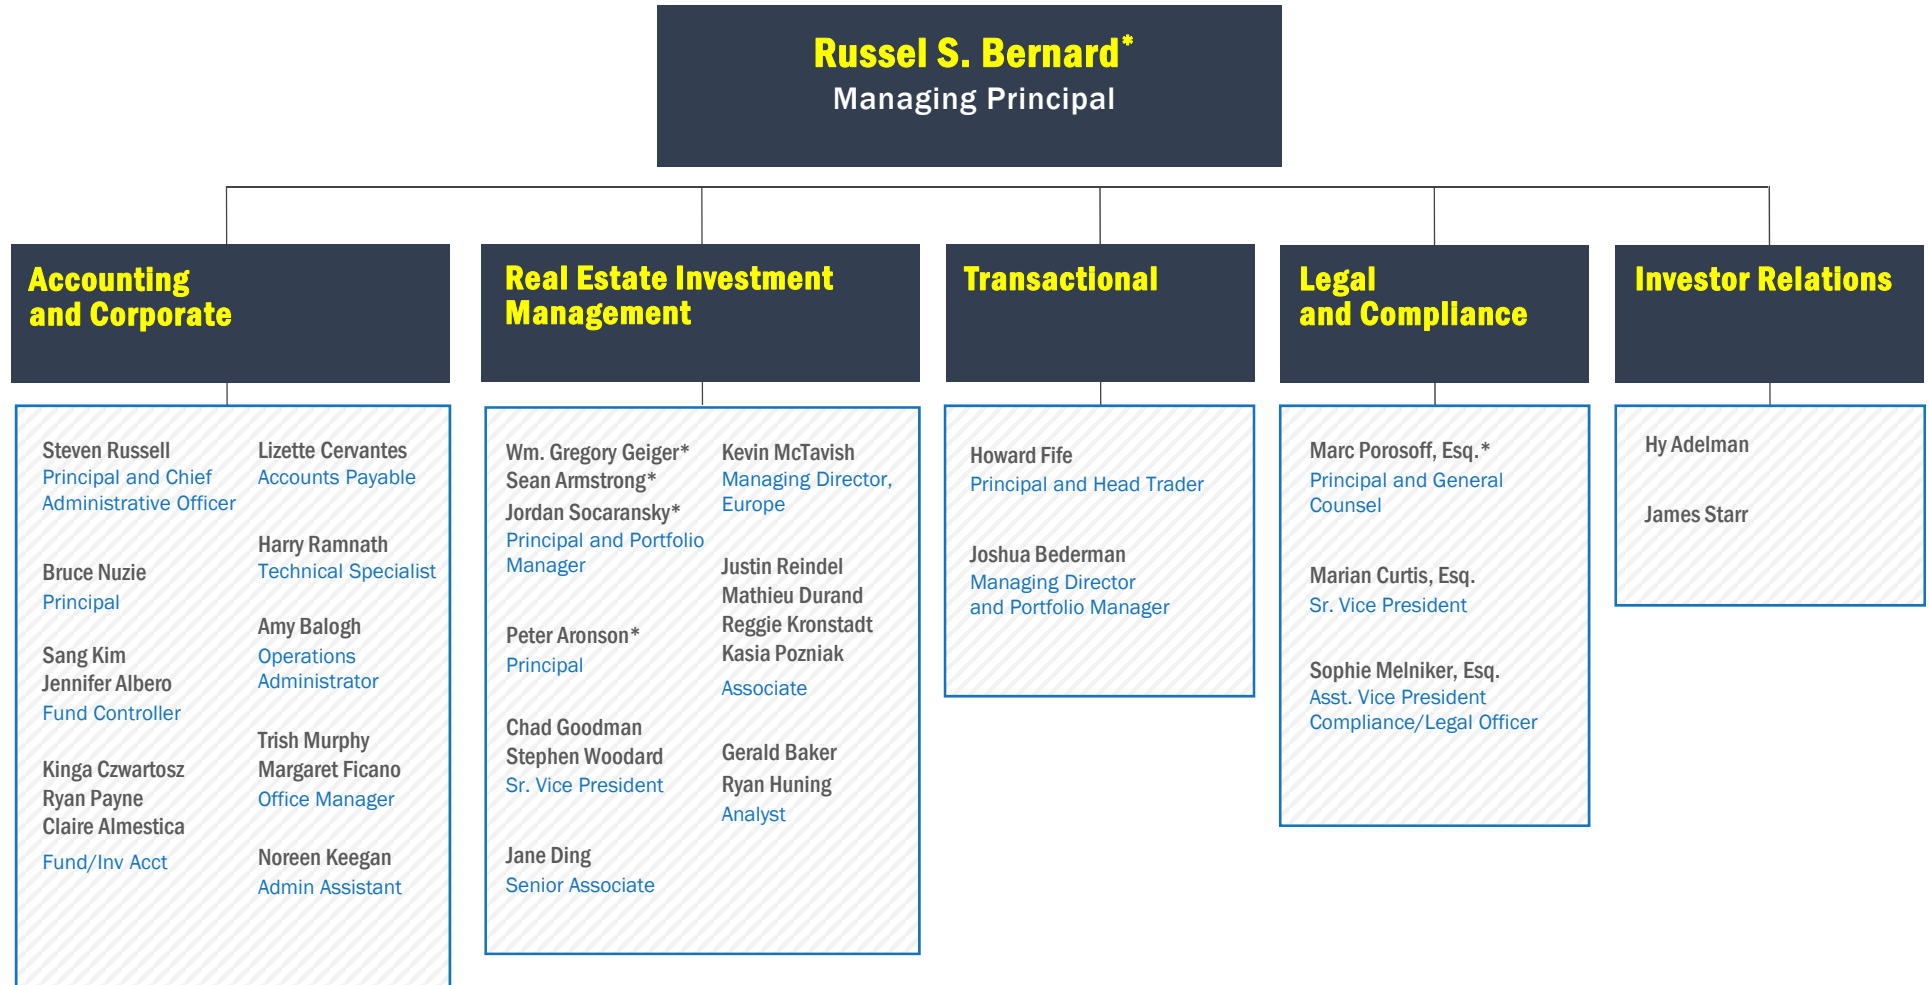 Russel S. Bernard*
Managing Principal
Accounting
and Corporate
Steven Russell
Principal and Chief
Administrative Officer
Bruce Nuzie
Principal
Sang Kim
Jennifer Albero
Fund Controller
Kinga Czwartosz
Ryan Payne
Claire Almestica
Fund/Inv Acct
Lizette Cervantes
Accounts Payable
Harry Ramnath
Technical Specialist
Amy Balogh
Operations
Administrator
Trish Murphy
Margaret Ficano
Office Manager
Noreen Keegan
Admin Assistant
Real Estate Investment
Management
Wm. Gregory Geiger*
Sean Armstrong*
Jordan Socaransky*
Principal and Portfolio
Manager
Peter Aronson*
Principal
Chad Goodman
Stephen Woodard
Sr. Vice President
Jane Ding
Senior Associate
Kevin McTavish
Managing Director,
Europe
Justin Reindel
Mathieu Durand
Reggie Kronstadt
Kasia Pozniak
Associate
Gerald Baker
Ryan Huning
Analyst
Transactional
Howard Fife
Principal and Head Trader
Joshua Bederman
Managing Director
and Portfolio Manager
Legal
and Compliance
Marc Porosoff, Esq.*
Principal and General
Counsel
Marian Curtis, Esq.
Sr. Vice President
Sophie Melniker, Esq.
Asst. Vice President
Compliance/Legal Officer
Investor Relations
Hy Adelman
James Starr